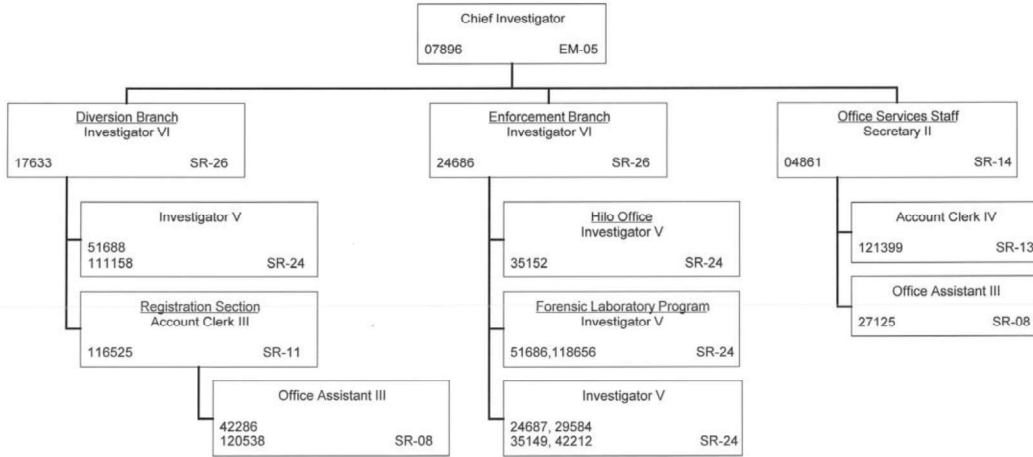 Chief Investigator
07896 EM-05
Diversion Branch
Investigator VI
17633 SR-26
Enforcement Branch
Investigator VI
24686 SR-26
Office Services Staff
Secretary II
04861 SR-14
Investigator V
51688
111158 SR-24
Registration Section
Account Clerk III
116525 SR-11
Office Assistant III
42286
120538 SR-08
Hilo Office
Investigator V
35152 SR-24
Forensic Laboratory Program
Investigator V
51686,118656 SR-24
Investigator V
24687, 29584
35149, 42212 SR-24
Account Clerk IV
121399 SR-13
Office Assistant III
27125 SR-08